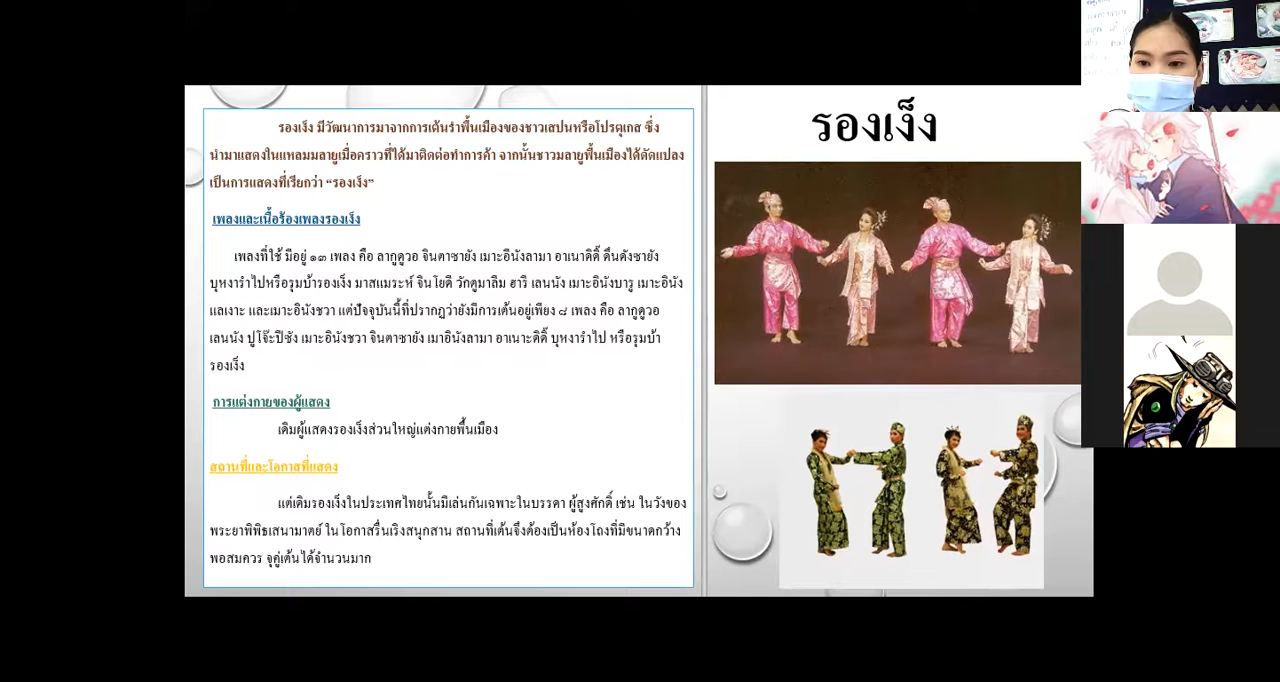 รองเง็ง มีวัฒนาการมาจากการเต้นรำพื้นเมืองของชาวเสปนหรือโปรตุเกส ซึ่ง
นำมาแสดงในแหลมมลายูเมื่อคราวที่ได้มาติดต่อทำการค้า จากนั้นชาวมลายูพื้นเมืองได้ดัดแปลง
เป็นการแสดงที่เรียกว่า “รองเง็ง”
เพลงและเนื้อร้องเพลงรองเง็ง
เพลงที่ใช้ มีอยู่ ๑๓ เพลง คือ ลากูดูวอ จินตาซายัง เมาะอีนังลามา อาเนาดิดิ๊ ดึนดังซายัง
บุหงารำไปหรือรุมบ้ารองเง็ง มาสแมระห์ จินโยดี วักตูมาลีม ฮารี เลนนัง เมาะอินังบารู เมาะอินัง
แลเงาะ และเมาะอินังชวา แต่ปัจจุบันนี้ที่ปรากฎว่ายังมีการเต้นอยู่เพียง ๘ เพลง คือ ลากูดูวอ
เลนนัง ปูโจ๊ะปิซัง เมาะอินังชวา จินตาซายัง เมาอินังลามา อาเนาะดิดิ๊ บุหงารำไป หรือรุมบ้า
รองเง็ง
การแต่งกายของผู้แสดง
เดิมผู้แสดงรองเง็งส่วนใหญ่แต่งกายพื้นเมือง
สถานที่และโอกาสที่แสดง
แต่เดิมรองเง็งในประเทศไทยนั้นมีเล่นกันเฉพาะในบรรดา ผู้สูงศักดิ์ เช่น ในวังของ
พระยาพิพิธเสนามาตย์ ในโอกาสรื่นเริงสนุกสาน สถานที่เต้นจึงต้องเป็นห้องโถงที่มีขนาดกว้าง
พอสมควร จุคู่เต้นได้จำนวนมาก
รองเง็ง